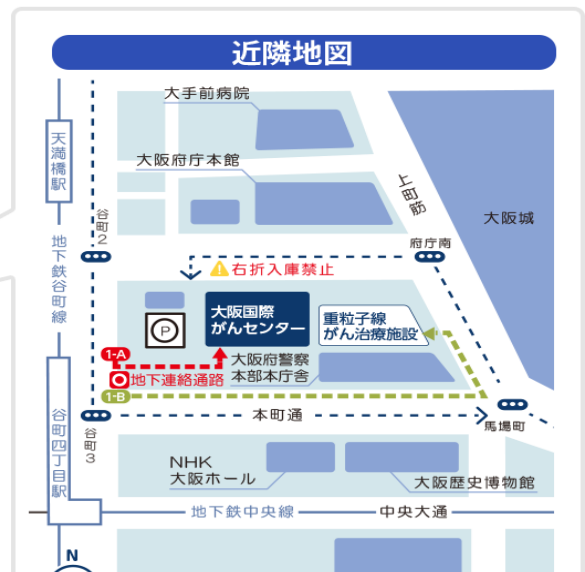 近隣地図
大手前病院
天満橋駅
大阪府庁本館
上町筋
谷町2
大阪城
地下鉄谷町線
府庁南
右折入庫禁止
P
大阪国際
がんセンター
重粒子線
がん治療施設
1-A
大阪府警察
本部本庁舎
地下連絡通路
1-B
本町通
馬場町
谷町3
谷町四丁目駅
NHK
大阪ホール
大阪歴史博物館
地下鉄中央線
中央大通
N